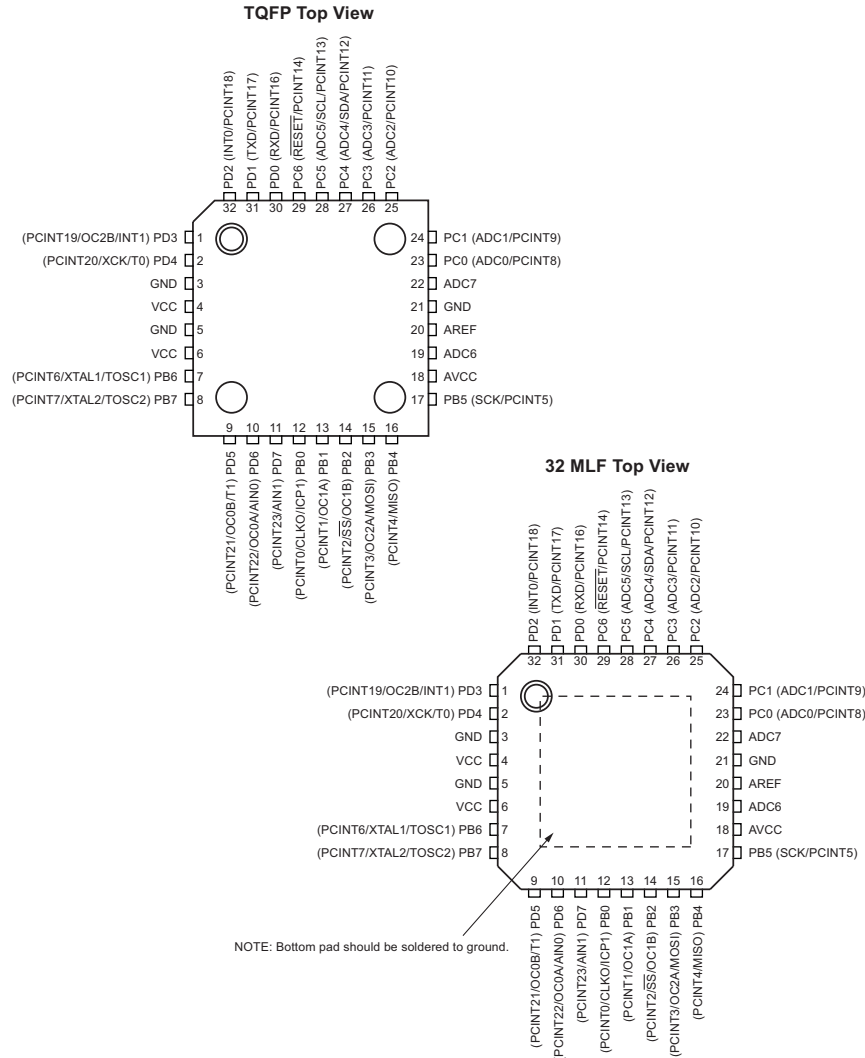 TQFP Top View
PD2 (INT0/PCINT18)
PD1 (TXD/PCINT17)
PD0 (RXD/PCINT16)
PC6 (RESET/PCINT14)
PC5 (ADC5/SCL/PCINT13)
PC4 (ADC4/SDA/PCINT12)
PC3 (ADC3/PCINT11)
PC2 (ADC2/PCINT10)
32 31 30 29 28 27 26 25
(PCINT19/OC2B/INT1) PD3 1
(PCINT20/XCK/T0) PD4 2
GND 3
VCC 4
GND 5
VCC 6
(PCINT6/XTAL1/TOSC1) PB6 7
(PCINT7/XTAL2/TOSC2) PB7 8
24 PC1 (ADC1/PCINT9)
23 PC0 (ADC0/PCINT8)
22 ADC7
21 GND
20 AREF
19 ADC6
18 AVCC
17 PB5 (SCK/PCINT5)
9 10 11 12 13 14 15 16
(PCINT21/OC0B/T1) PD5
(PCINT22/OC0A/AIN0) PD6
(PCINT23/AIN1) PD7
(PCINT0/CLKO/ICP1) PB0
(PCINT1/OC1A) PB1
(PCINT2/SS/OC1B) PB2
(PCINT3/OC2A/MOSI) PB3
(PCINT4/MISO) PB4
32 MLF Top View
PD2 (INT0/PCINT18)
PD1 (TXD/PCINT17)
PD0 (RXD/PCINT16)
PC6 (RESET/PCINT14)
PC5 (ADC5/SCL/PCINT13)
PC4 (ADC4/SDA/PCINT12)
PC3 (ADC3/PCINT11)
PC2 (ADC2/PCINT10)
32 31 30 29 28 27 26 25
(PCINT19/OC2B/INT1) PD3 1
(PCINT20/XCK/T0) PD4 2
GND 3
VCC 4
GND 5
VCC 6
(PCINT6/XTAL1/TOSC1) PB6 7
(PCINT7/XTAL2/TOSC2) PB7 8
24 PC1 (ADC1/PCINT9)
23 PC0 (ADC0/PCINT8)
22 ADC7
21 GND
20 AREF
19 ADC6
18 AVCC
17 PB5 (SCK/PCINT5)
9 10 11 12 13 14 15 16
(PCINT21/OC0B/T1) PD5
(PCINT22/OC0A/AIN0) PD6
(PCINT23/AIN1) PD7
(PCINT0/CLKO/ICP1) PB0
(PCINT1/OC1A) PB1
(PCINT2/SS/OC1B) PB2
(PCINT3/OC2A/MOSI) PB3
(PCINT4/MISO) PB4
NOTE: Bottom pad should be soldered to ground.